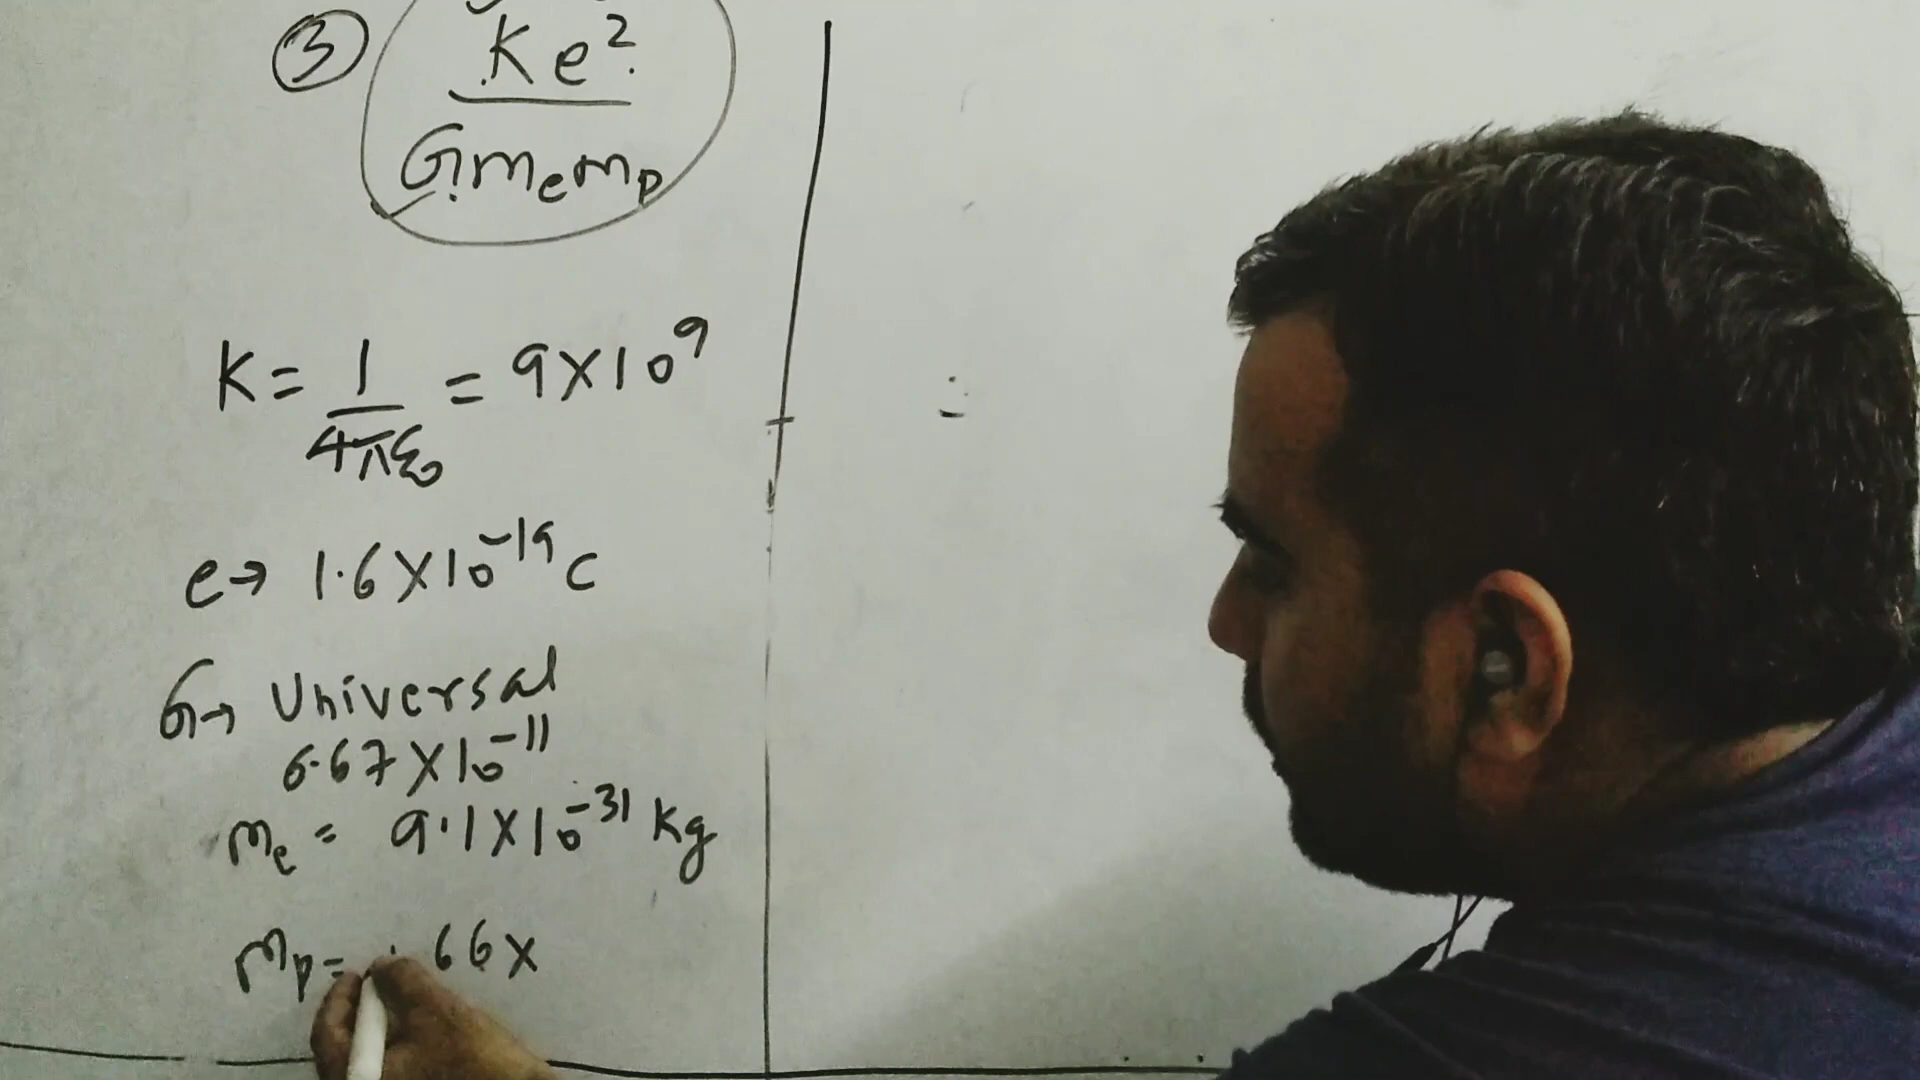 ③ Ke²
Gmₑmₚ
K = 1/4πε₀ = 9×10⁹
e→ 1.6×10⁻¹⁹ C
G→ Universal
6.67×10⁻¹¹
mₑ = 9.1×10⁻³¹ kg
mₚ= 66×